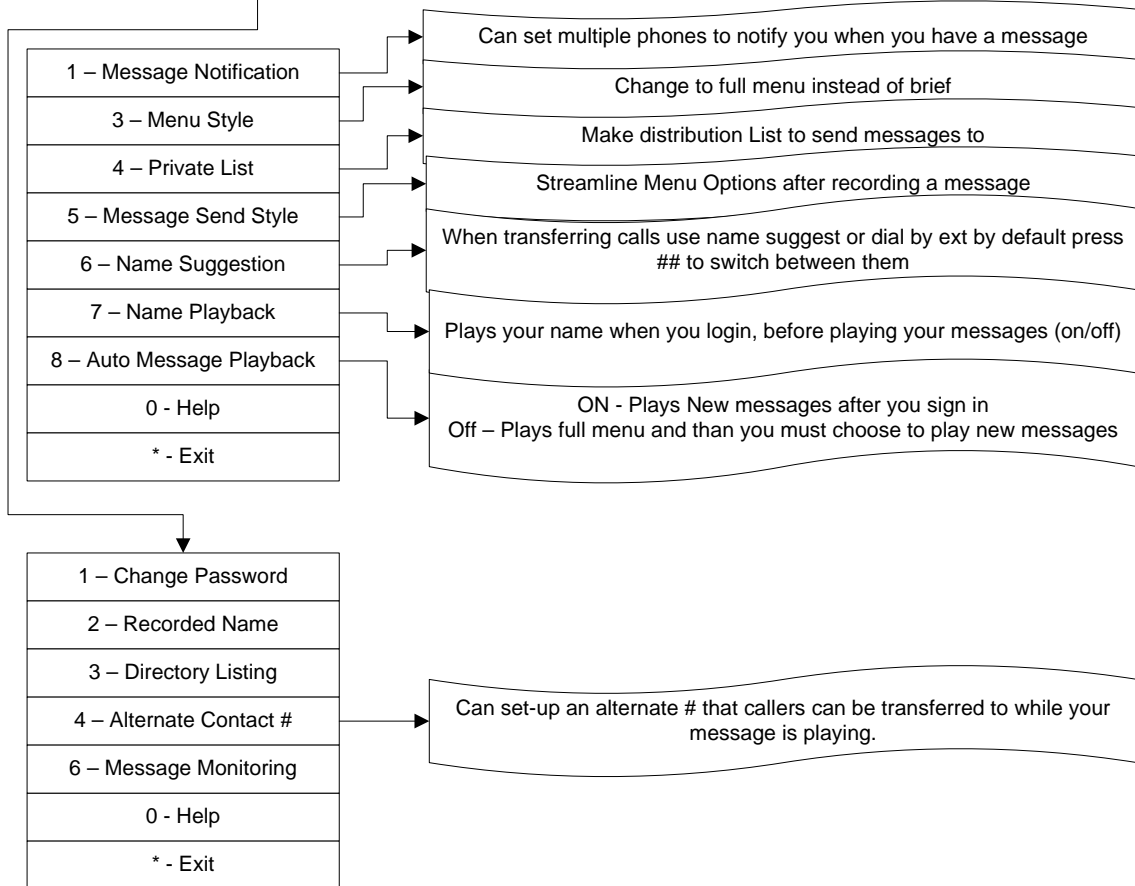 1 – Message Notification
Can set multiple phones to notify you when you have a message
3 – Menu Style
Change to full menu instead of brief
4 – Private List
Make distribution List to send messages to
5 – Message Send Style
Streamline Menu Options after recording a message
6 – Name Suggestion
When transferring calls use name suggest or dial by ext by default press
## to switch between them
7 – Name Playback
Plays your name when you login, before playing your messages (on/off)
8 – Auto Message Playback
ON - Plays New messages after you sign in
Off – Plays full menu and than you must choose to play new messages
0 - Help
* - Exit
1 – Change Password
2 – Recorded Name
3 – Directory Listing
4 – Alternate Contact #
Can set-up an alternate # that callers can be transferred to while your
message is playing.
6 – Message Monitoring
0 - Help
* - Exit